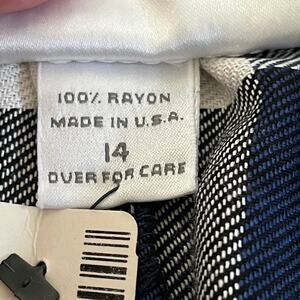 100% RAYON
MADE IN U.S.A.
14
OVER FOR CARE